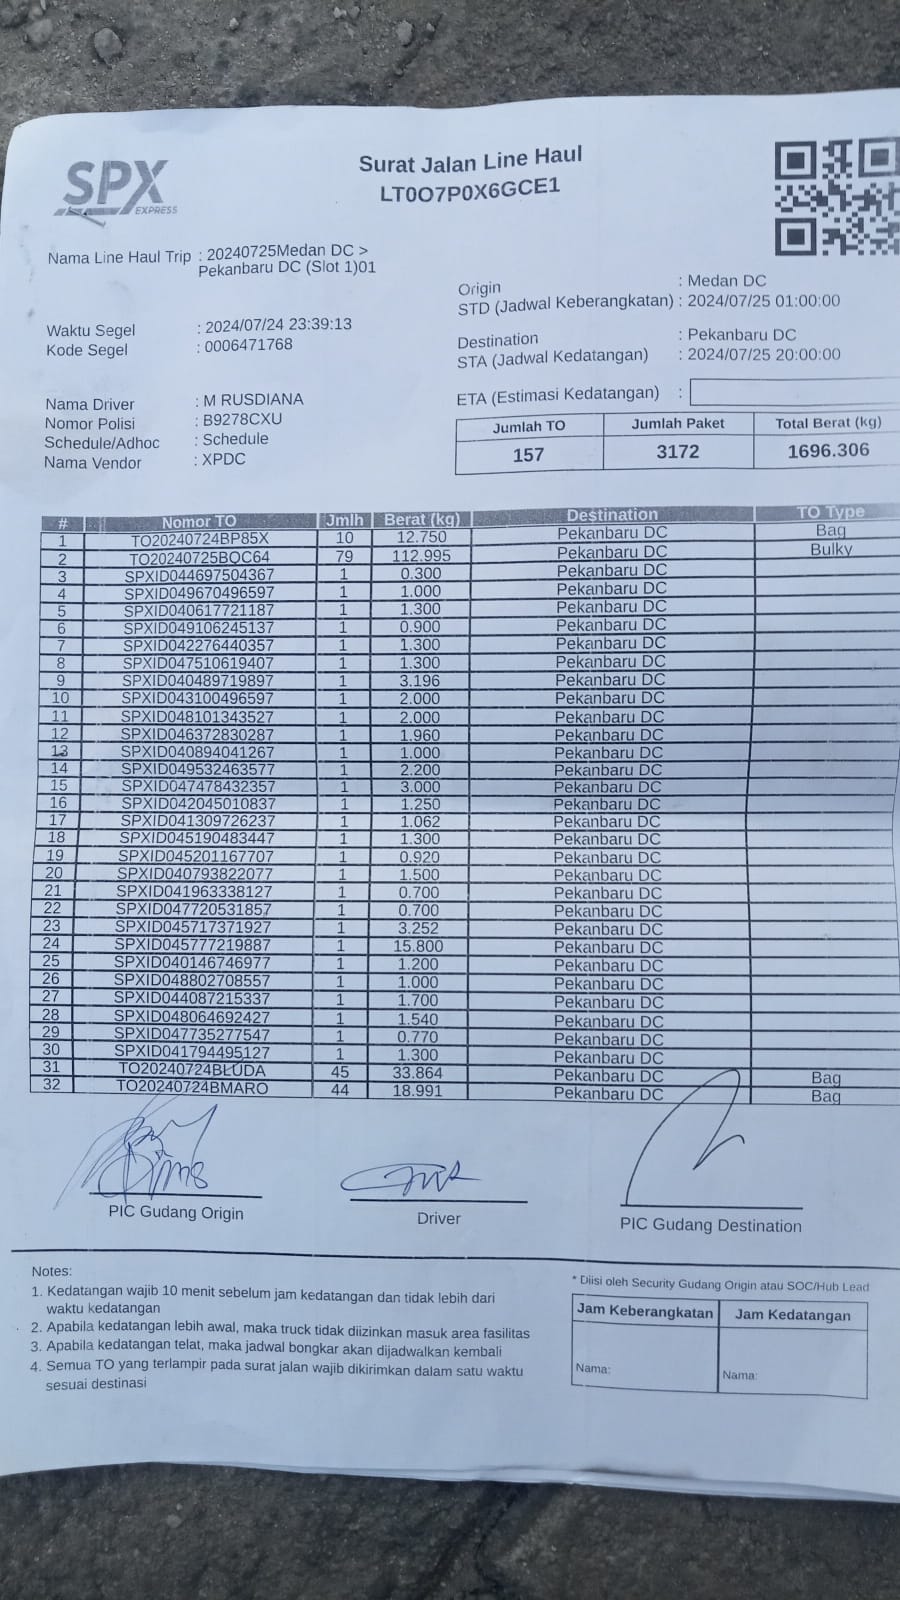 SPX
EXPRESS
Surat Jalan Line Haul
LT0O7P0X6GCE1
Nama Line Haul Trip : 20240725Medan DC >
Pekanbaru DC (Slot 1)01
Origin : Medan DC
STD (Jadwal Keberangkatan) : 2024/07/25 01:00:00
Waktu Segel : 2024/07/24 23:39:13
Kode Segel : 0006471768
Destination : Pekanbaru DC
STA (Jadwal Kedatangan) : 2024/07/25 20:00:00
ETA (Estimasi Kedatangan) :
Nama Driver : M RUSDIANA
Nomor Polisi : B9278CXU
Schedule/Adhoc : Schedule
Nama Vendor : XPDC
Jumlah TO Jumlah Paket Total Berat (kg)
157 3172 1696.306
# Nomor TO Jmlh Berat (kg) Destination TO Type
1 TO20240724BP85X 10 12.750 Pekanbaru DC Bag
2 TO20240725BQC64 79 112.995 Pekanbaru DC Bulky
3 SPXID044697504367 1 0.300 Pekanbaru DC
4 SPXID049670496597 1 1.000 Pekanbaru DC
5 SPXID040617721187 1 1.300 Pekanbaru DC
6 SPXID049106245137 1 0.900 Pekanbaru DC
7 SPXID042276440357 1 1.300 Pekanbaru DC
8 SPXID047510619407 1 1.300 Pekanbaru DC
9 SPXID040489719897 1 3.196 Pekanbaru DC
10 SPXID043100496597 1 2.000 Pekanbaru DC
11 SPXID048101343527 1 2.000 Pekanbaru DC
12 SPXID046372830287 1 1.960 Pekanbaru DC
13 SPXID040894041267 1 1.000 Pekanbaru DC
14 SPXID049532463577 1 2.200 Pekanbaru DC
15 SPXID047478432357 1 3.000 Pekanbaru DC
16 SPXID042045010837 1 1.250 Pekanbaru DC
17 SPXID041309726237 1 1.062 Pekanbaru DC
18 SPXID045190483447 1 1.300 Pekanbaru DC
19 SPXID045201167707 1 0.920 Pekanbaru DC
20 SPXID040793822077 1 1.500 Pekanbaru DC
21 SPXID041963338127 1 0.700 Pekanbaru DC
22 SPXID047720531857 1 0.700 Pekanbaru DC
23 SPXID045717371927 1 3.252 Pekanbaru DC
24 SPXID045777219887 1 15.800 Pekanbaru DC
25 SPXID040146746977 1 1.200 Pekanbaru DC
26 SPXID048802708557 1 1.000 Pekanbaru DC
27 SPXID044087215337 1 1.700 Pekanbaru DC
28 SPXID048064692427 1 1.540 Pekanbaru DC
29 SPXID047735277547 1 0.770 Pekanbaru DC
30 SPXID041794495127 1 1.300 Pekanbaru DC
31 TO20240724BLUDA 45 33.864 Pekanbaru DC Bag
32 TO20240724BMARO 44 18.991 Pekanbaru DC Bag
PIC Gudang Origin
Driver
PIC Gudang Destination
Notes:
1. Kedatangan wajib 10 menit sebelum jam kedatangan dan tidak lebih dari
waktu kedatangan
2. Apabila kedatangan lebih awal, maka truck tidak diizinkan masuk area fasilitas
3. Apabila kedatangan telat, maka jadwal bongkar akan dijadwalkan kembali
4. Semua TO yang terlampir pada surat jalan wajib dikirimkan dalam satu waktu
sesuai destinasi
* Diisi oleh Security Gudang Origin atau SOC/Hub Lead
Jam Keberangkatan Jam Kedatangan
Nama: Nama: